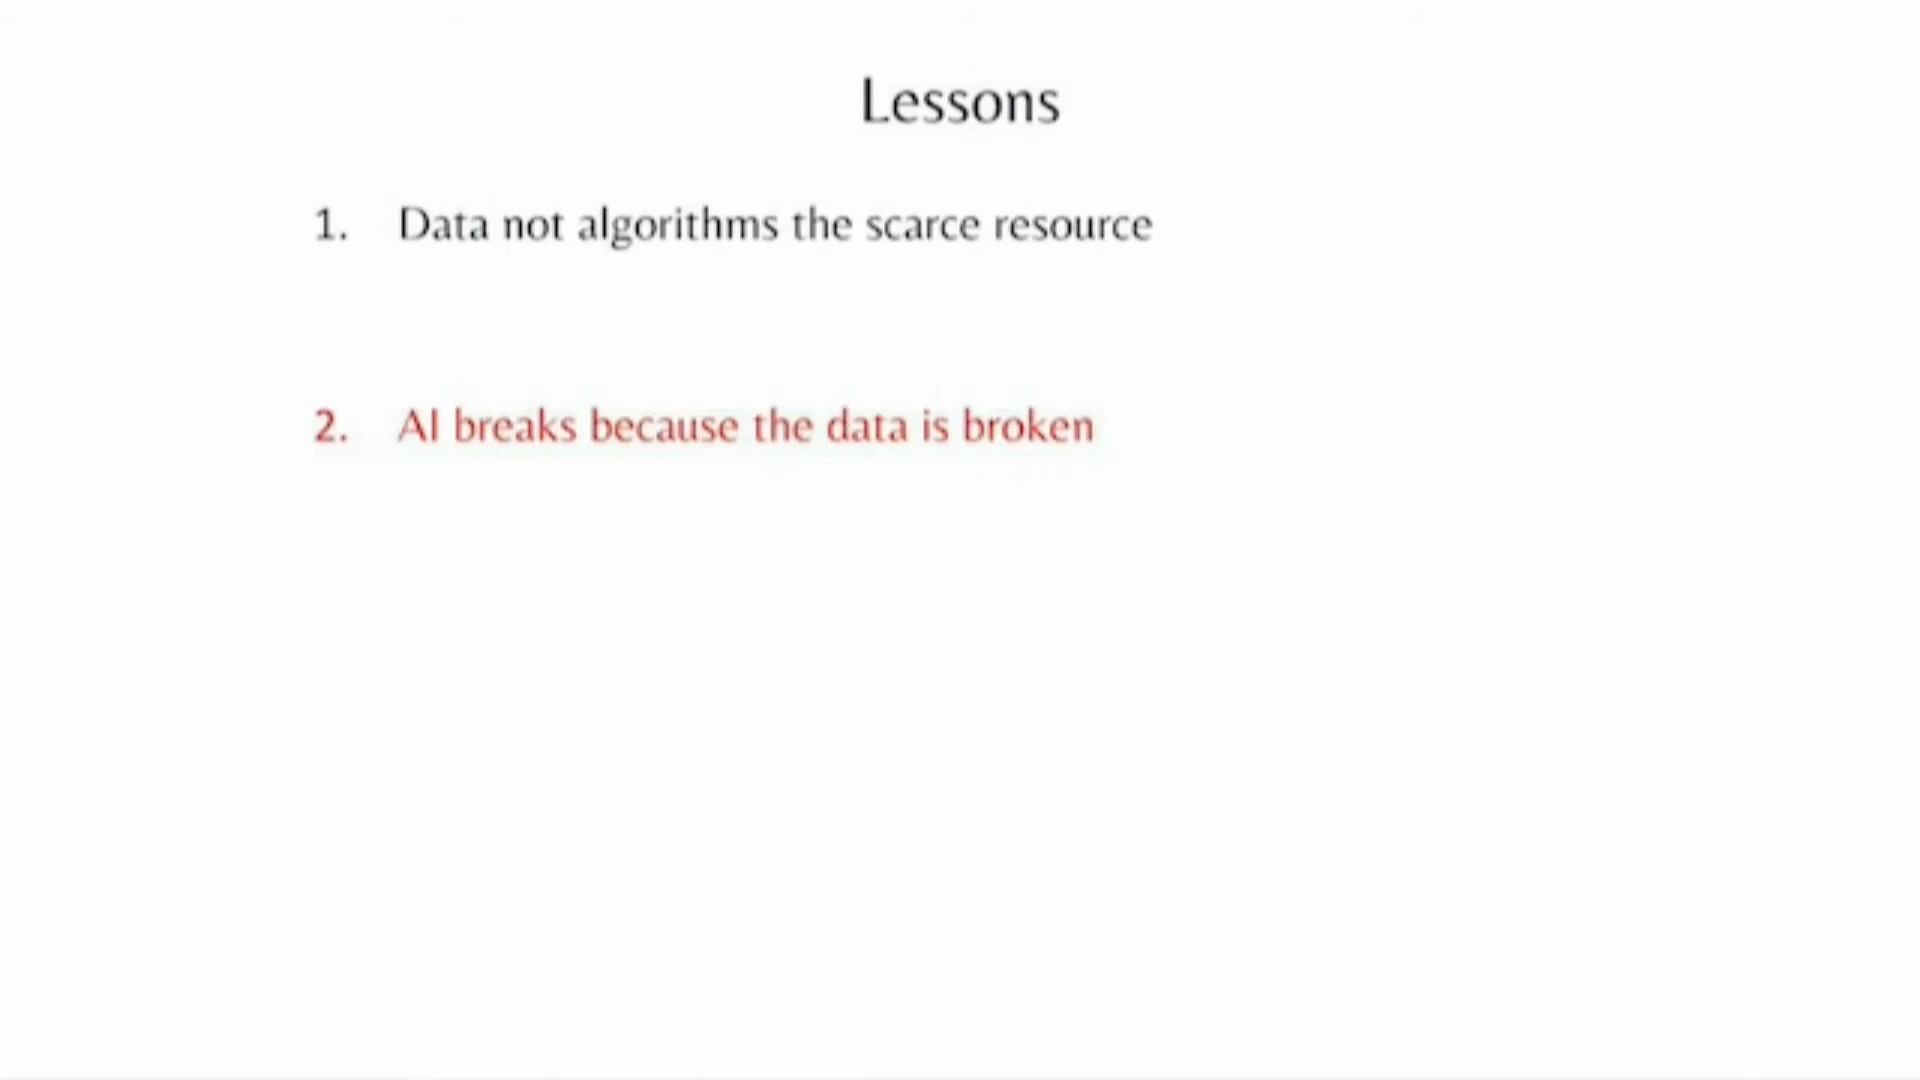 Lessons
1. Data not algorithms the scarce resource
2. AI breaks because the data is broken